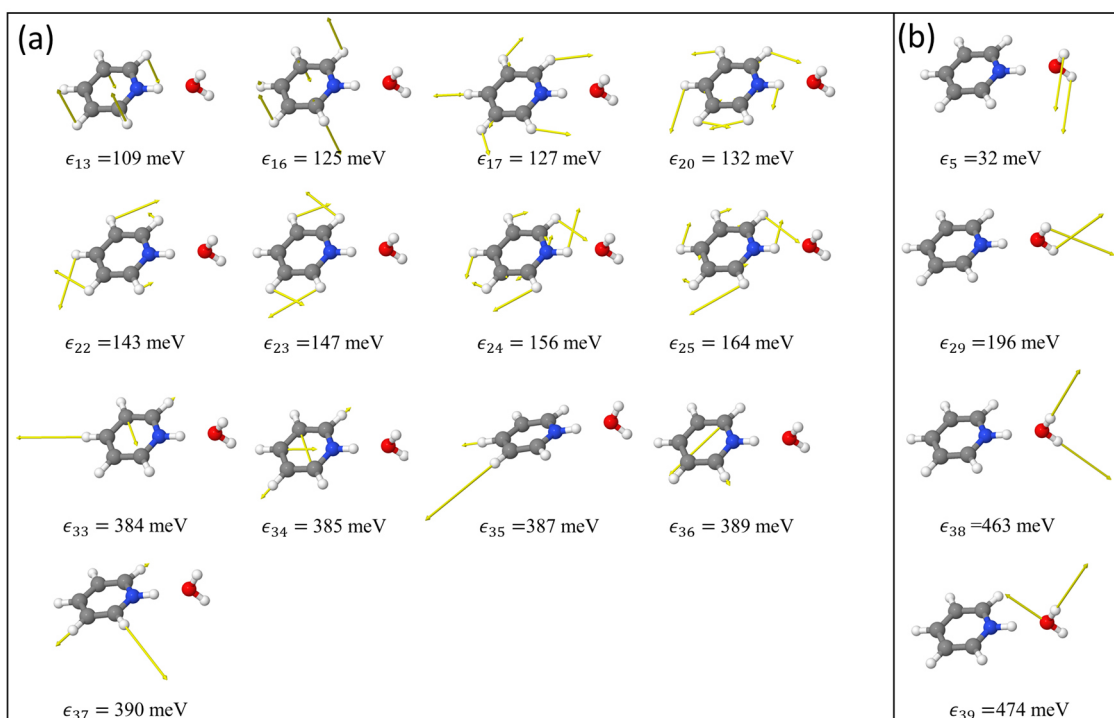 (a)
(b)
ϵ₁₃ =109 meV
ϵ₁₆ =125 meV
ϵ₁₇ =127 meV
ϵ₂₀ =132 meV
ϵ₅ =32 meV
ϵ₂₂ =143 meV
ϵ₂₃ =147 meV
ϵ₂₄ =156 meV
ϵ₂₅ =164 meV
ϵ₂₉ =196 meV
ϵ₃₃ = 384 meV
ϵ₃₄ = 385 meV
ϵ₃₅ =387 meV
ϵ₃₆ =389 meV
ϵ₃₈ =463 meV
ϵ₃₇ = 390 meV
ϵ₃₉ =474 meV